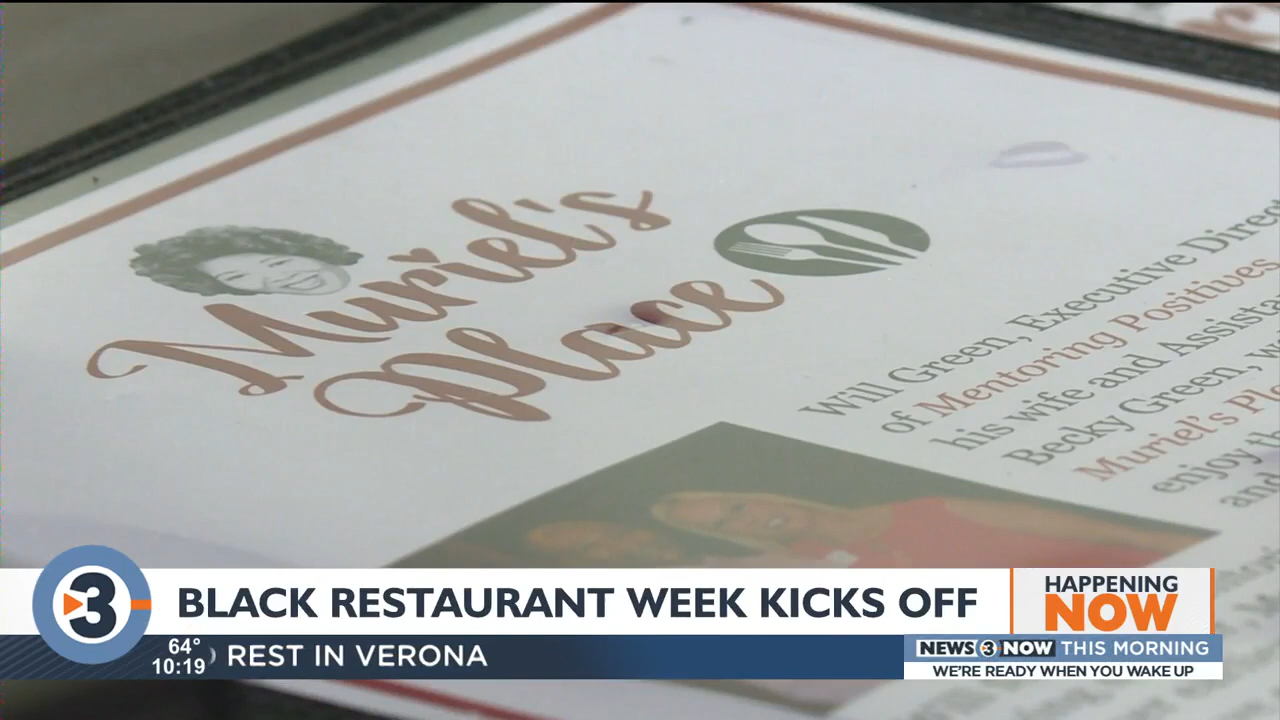 Muriel's
Place
Will Green, Executive Direc
of Mentoring Positives
his wife and Assista
Becky Green, w
Muriel's Pl
enjoy th
and
3
BLACK RESTAURANT WEEK KICKS OFF
HAPPENING
NOW
64°
10:19
REST IN VERONA
NEWS 3 NOW THIS MORNING
WE'RE READY WHEN YOU WAKE UP